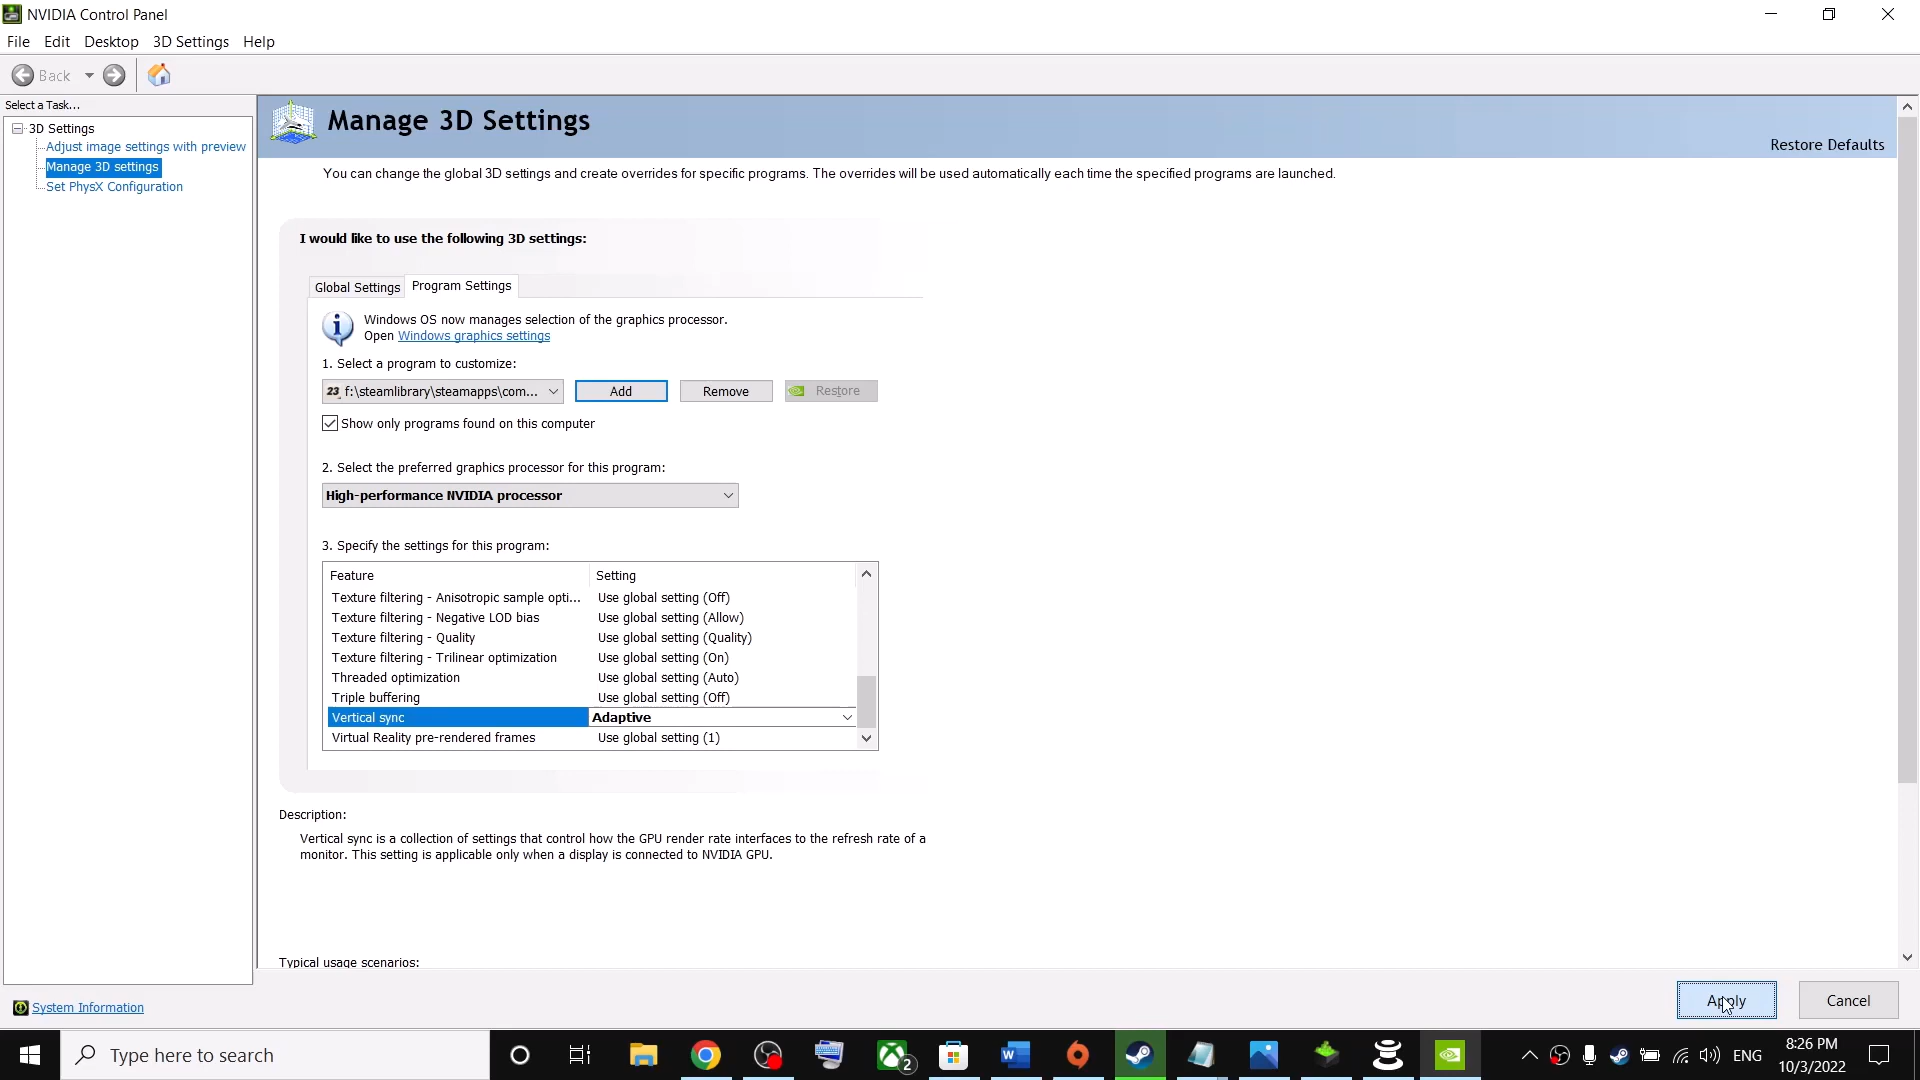 NVIDIA Control Panel
File Edit Desktop 3D Settings Help
Back
Select a Task...
3D Settings
Adjust image settings with preview
Manage 3D settings
Set PhysX Configuration
Manage 3D Settings
Restore Defaults
You can change the global 3D settings and create overrides for specific programs. The overrides will be used automatically each time the specified programs are launched.
I would like to use the following 3D settings:
Global Settings Program Settings
Windows OS now manages selection of the graphics processor.
Open Windows graphics settings
1. Select a program to customize:
23 f:\steamlibrary\steamapps\com... Add Remove Restore
Show only programs found on this computer
2. Select the preferred graphics processor for this program:
High-performance NVIDIA processor
3. Specify the settings for this program:
Feature Setting
Texture filtering - Anisotropic sample opti... Use global setting (Off)
Texture filtering - Negative LOD bias Use global setting (Allow)
Texture filtering - Quality Use global setting (Quality)
Texture filtering - Trilinear optimization Use global setting (On)
Threaded optimization Use global setting (Auto)
Triple buffering Use global setting (Off)
Vertical sync Adaptive
Virtual Reality pre-rendered frames Use global setting (1)
Description:
Vertical sync is a collection of settings that control how the GPU render rate interfaces to the refresh rate of a
monitor. This setting is applicable only when a display is connected to NVIDIA GPU.
Typical usage scenarios:
System Information
Apply Cancel
Type here to search
2
W
ENG
8:26 PM
10/3/2022